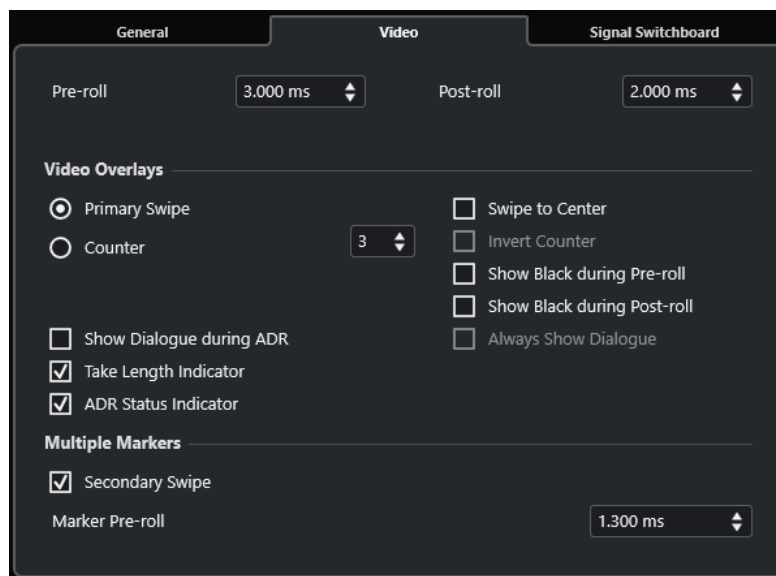 General Video Signal Switchboard
Pre-roll 3.000 ms Post-roll 2.000 ms
Video Overlays
Primary Swipe Swipe to Center
Counter 3 Invert Counter
Show Black during Pre-roll
Show Black during Post-roll
Show Dialogue during ADR Always Show Dialogue
Take Length Indicator
ADR Status Indicator
Multiple Markers
Secondary Swipe
Marker Pre-roll 1.300 ms